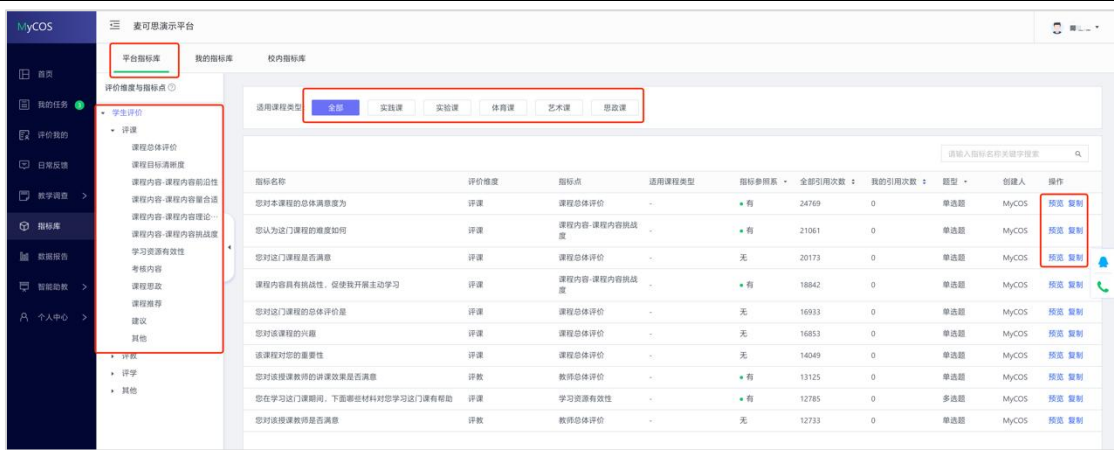 MyCOS
麦可思演示平台
平台指标库 我的指标库 校内指标库
首页
我的任务
评价我的
日常反馈
教学调查
指标库
数据报告
智能助教
个人中心
评价维度与指标点
学生评价
评课
课程总体评价
课程目标清晰度
课程内容-课程内容前沿性
课程内容-课程内容量合适
课程内容-课程内容理论…
课程内容-课程内容挑战度
学习资源有效性
考核内容
课程思政
课程推荐
建议
其他
评教
评学
其他
适用课程类型 全部 实践课 实验课 体育课 艺术课 思政课
请输入指标名称关键字搜索
指标名称 评价维度 指标点 适用课程类型 指标参照系 全部引用次数 我的引用次数 题型 创建人 操作
您对本课程的总体满意度为 评课 课程总体评价 - 有 24769 0 单选题 MyCOS 预览 复制
您认为这门课程的难度如何 评课 课程内容-课程内容挑战度 - 有 21061 0 单选题 MyCOS 预览 复制
您对这门课程是否满意 评课 课程总体评价 - 无 20173 0 单选题 MyCOS 预览 复制
课程内容具有挑战性，促使我开展主动学习 评课 课程内容-课程内容挑战度 - 有 18842 0 单选题 MyCOS 预览 复制
您对这门课程的总体评价是 评课 课程总体评价 - 无 16933 0 单选题 MyCOS 预览 复制
您对该课程的兴趣 评课 课程总体评价 - 无 16853 0 单选题 MyCOS 预览 复制
该课程对您的重要性 评课 课程总体评价 - 无 14049 0 单选题 MyCOS 预览 复制
您对该授课教师的讲课效果是否满意 评教 教师总体评价 - 有 13125 0 单选题 MyCOS 预览 复制
您在学习这门课期间，下面哪些材料对您学习这门课有帮助 评课 学习资源有效性 - 有 12785 0 多选题 MyCOS 预览 复制
您对该授课教师是否满意 评教 教师总体评价 - 无 12733 0 单选题 MyCOS 预览 复制